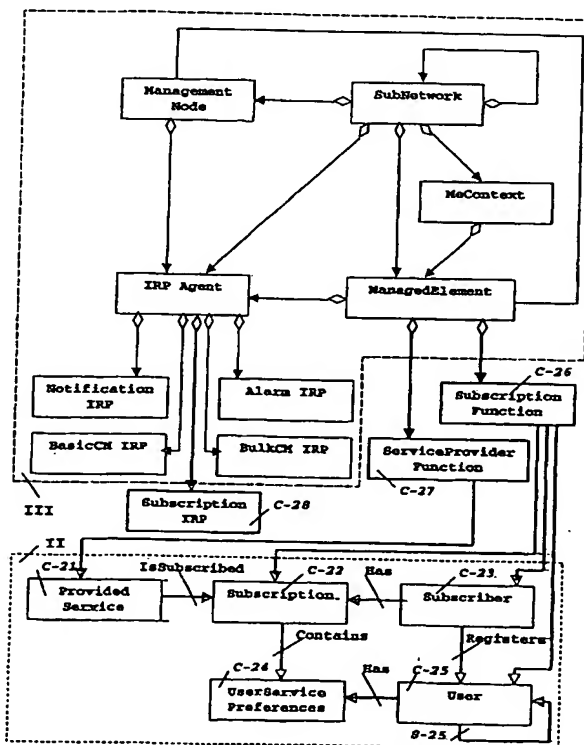 Management
Node
SubNetwork
MeContext
IRP Agent
ManagedElement
C-26
Notification
IRP
Alarm IRP
Subscription
Function
BasicCM IRP
BulkCM IRP
ServiceProvider
Function
C-27
III
Subscription
IRP
C-28
II
C-21
IsSubscribed
C-22
Has
C-23.
Provided
Service
Subscription.
Subscriber
Contains
Registers
C-24
Has
C-25
UserService
Preferences
User
S-25.